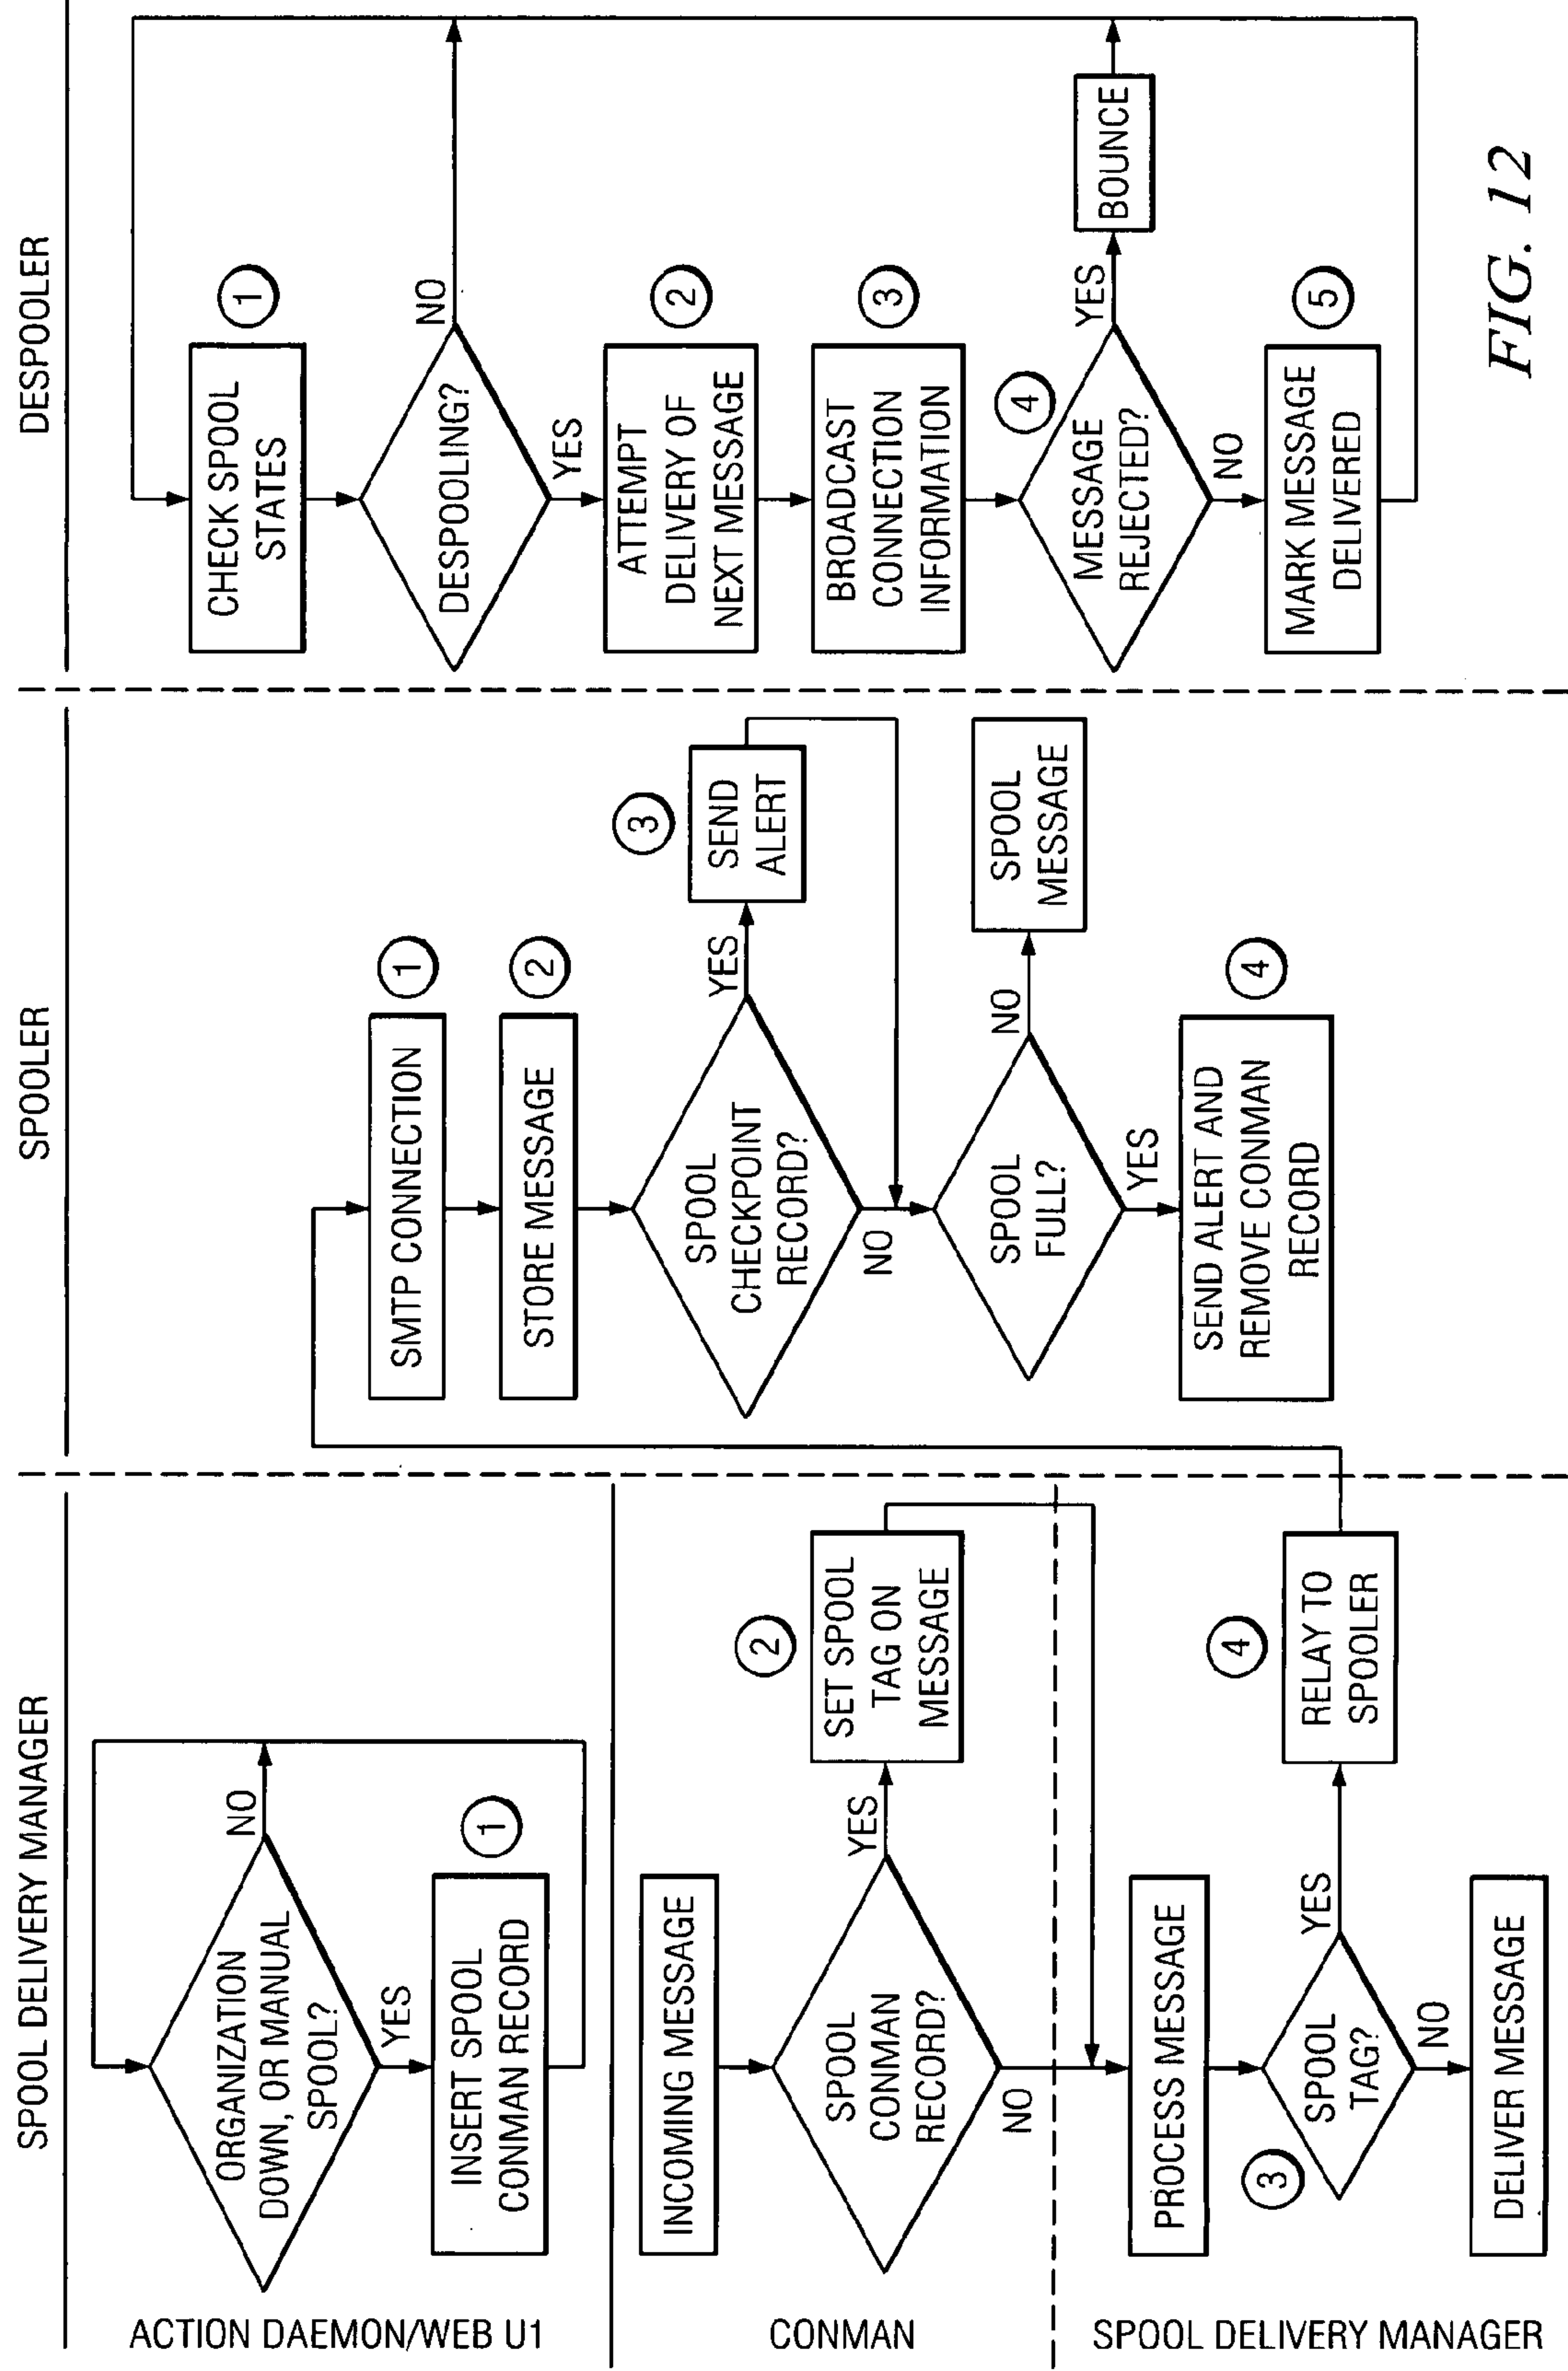 SPOOL DELIVERY MANAGER
ACTION DAEMON/WEB U1
ORGANIZATION
DOWN, OR MANUAL
SPOOL?
NO
YES
INSERT SPOOL
CONMAN RECORD
1
CONMAN
INCOMING MESSAGE
SPOOL
CONMAN
RECORD?
YES
NO
2
SET SPOOL
TAG ON
MESSAGE
SPOOL DELIVERY MANAGER
PROCESS MESSAGE
3
SPOOL
TAG?
YES
NO
4
RELAY TO
SPOOLER
DELIVER MESSAGE
SPOOLER
SMTP CONNECTION
1
STORE MESSAGE
2
SPOOL
CHECKPOINT
RECORD?
YES
NO
3
SEND
ALERT
SPOOL
FULL?
NO
YES
SPOOL
MESSAGE
SEND ALERT AND
REMOVE CONMAN
RECORD
4
DESPOOLER
CHECK SPOOL
STATES
1
DESPOOLING?
NO
YES
ATTEMPT
DELIVERY OF
NEXT MESSAGE
2
BROADCAST
CONNECTION
INFORMATION
3
MESSAGE
REJECTED?
4
YES
NO
BOUNCE
MARK MESSAGE
DELIVERED
5
FIG. 12